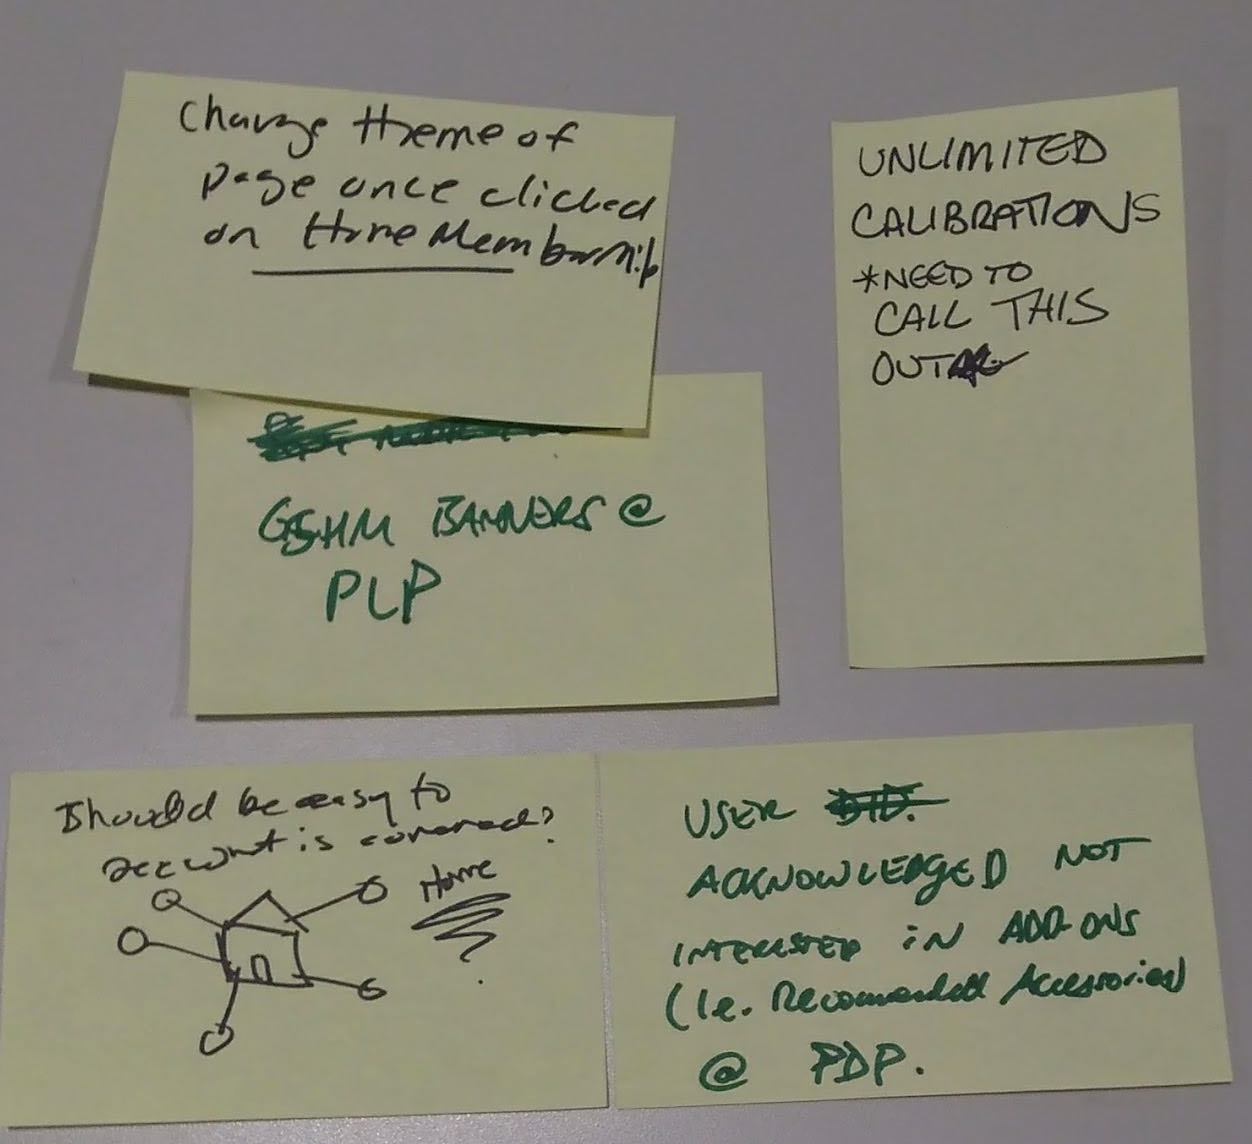 Change theme of
page once clicked
on Home Membership
UNLIMITED
CALIBRATIONS
*NEED TO
CALL THIS
OUT
GSHM BANNERS @
PLP
Should be easy to
account is covered?
Home
USER
ACKNOWLEDGED NOT
INTERESTED IN ADD-ONS
(Ie. Recommended Accessories)
@ PDP.